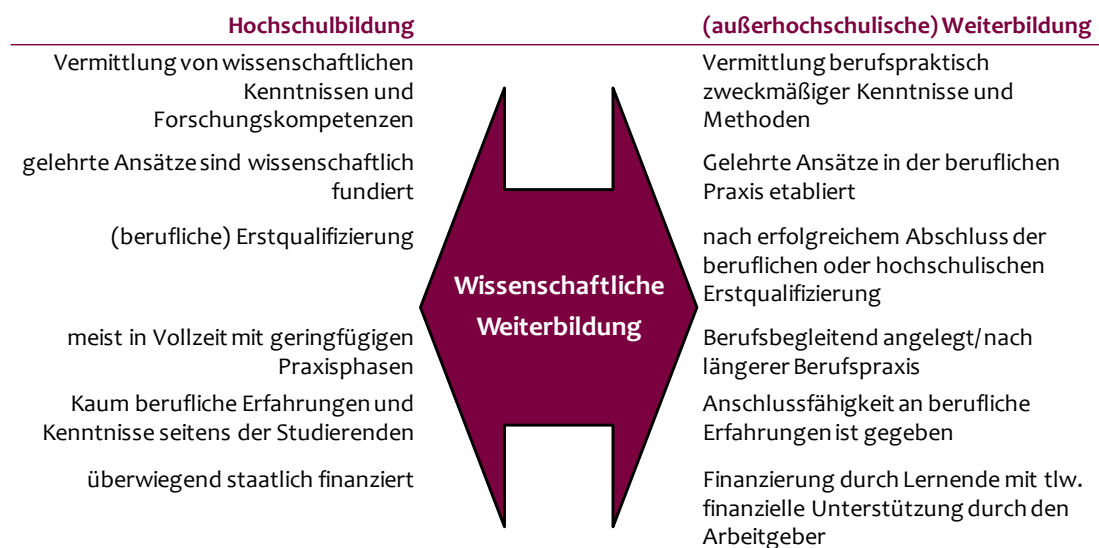 Hochschulbildung
(außerhochschulische) Weiterbildung
Vermittlung von wissenschaftlichen
Kenntnissen und
Forschungskompetenzen
Vermittlung berufspraktisch
zweckmäßiger Kenntnisse und
Methoden
gelehrte Ansätze sind wissenschaftlich
fundiert
Gelehrte Ansätze in der beruflichen
Praxis etabliert
(berufliche) Erstqualifizierung
nach erfolgreichem Abschluss der
beruflichen oder hochschulischen
Erstqualifizierung
Wissenschaftliche
Weiterbildung
meist in Vollzeit mit geringfügigen
Praxisphasen
Berufsbegleitend angelegt/nach
längerer Berufspraxis
Kaum berufliche Erfahrungen und
Kenntnisse seitens der Studierenden
Anschlussfähigkeit an berufliche
Erfahrungen ist gegeben
überwiegend staatlich finanziert
Finanzierung durch Lernende mit tlw.
finanzielle Unterstützung durch den
Arbeitgeber